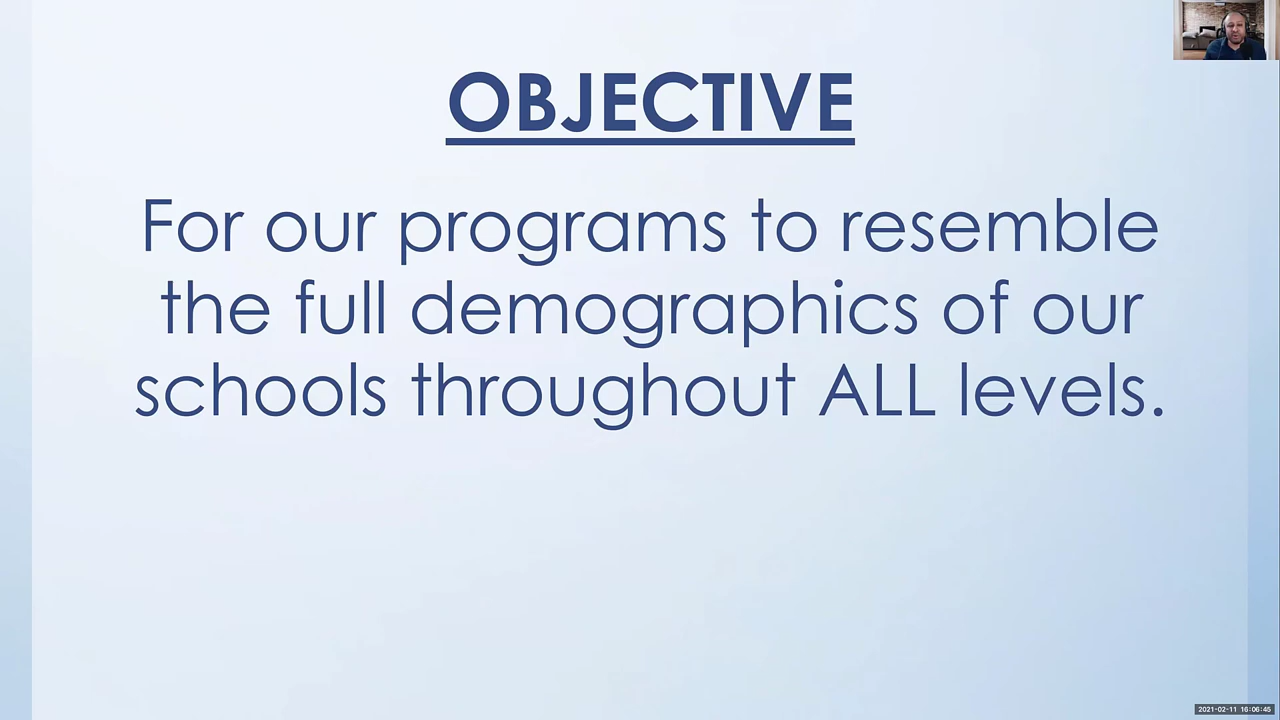 OBJECTIVE
For our programs to resemble
the full demographics of our
schools throughout ALL levels.
2021-02-11 16:06:45